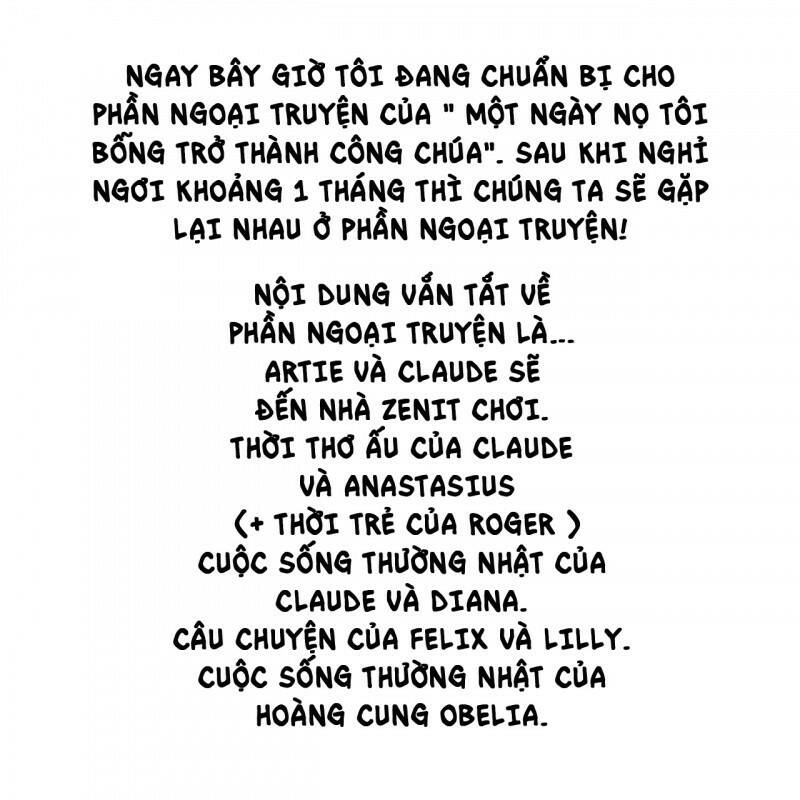 NGAY BÂY GIỜ TÔI ĐANG CHUẨN BỊ CHO
PHẦN NGOẠI TRUYỆN CỦA " MỘT NGÀY NỌ TÔI
BỖNG TRỞ THÀNH CÔNG CHÚA". SAU KHI NGHỈ
NGƠI KHOẢNG 1 THÁNG THÌ CHÚNG TA SẼ GẶP
LẠI NHAU Ở PHẦN NGOẠI TRUYỆN!
NỘI DUNG VẮN TẮT VỀ
PHẦN NGOẠI TRUYỆN LÀ...
ARTIE VÀ CLAUDE SẼ
ĐẾN NHÀ ZENIT CHƠI.
THỜI THƠ ẤU CỦA CLAUDE
VÀ ANASTASIUS
(+ THỜI TRẺ CỦA ROGER )
CUỘC SỐNG THƯỜNG NHẬT CỦA
CLAUDE VÀ DIANA.
CÂU CHUYỆN CỦA FELIX VÀ LILLY.
CUỘC SỐNG THƯỜNG NHẬT CỦA
HOÀNG CUNG OBELIA.